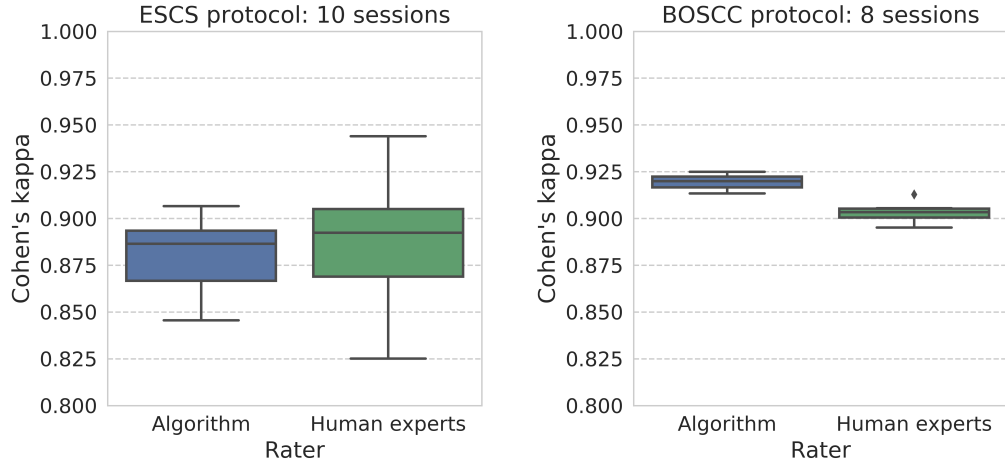 ESCS protocol: 10 sessions
1.000
0.975
0.950
0.925
0.900
0.875
0.850
0.825
0.800
Cohen's kappa
Algorithm Human experts
Rater
BOSCC protocol: 8 sessions
1.000
0.975
0.950
0.925
0.900
0.875
0.850
0.825
0.800
Cohen's kappa
Algorithm Human experts
Rater